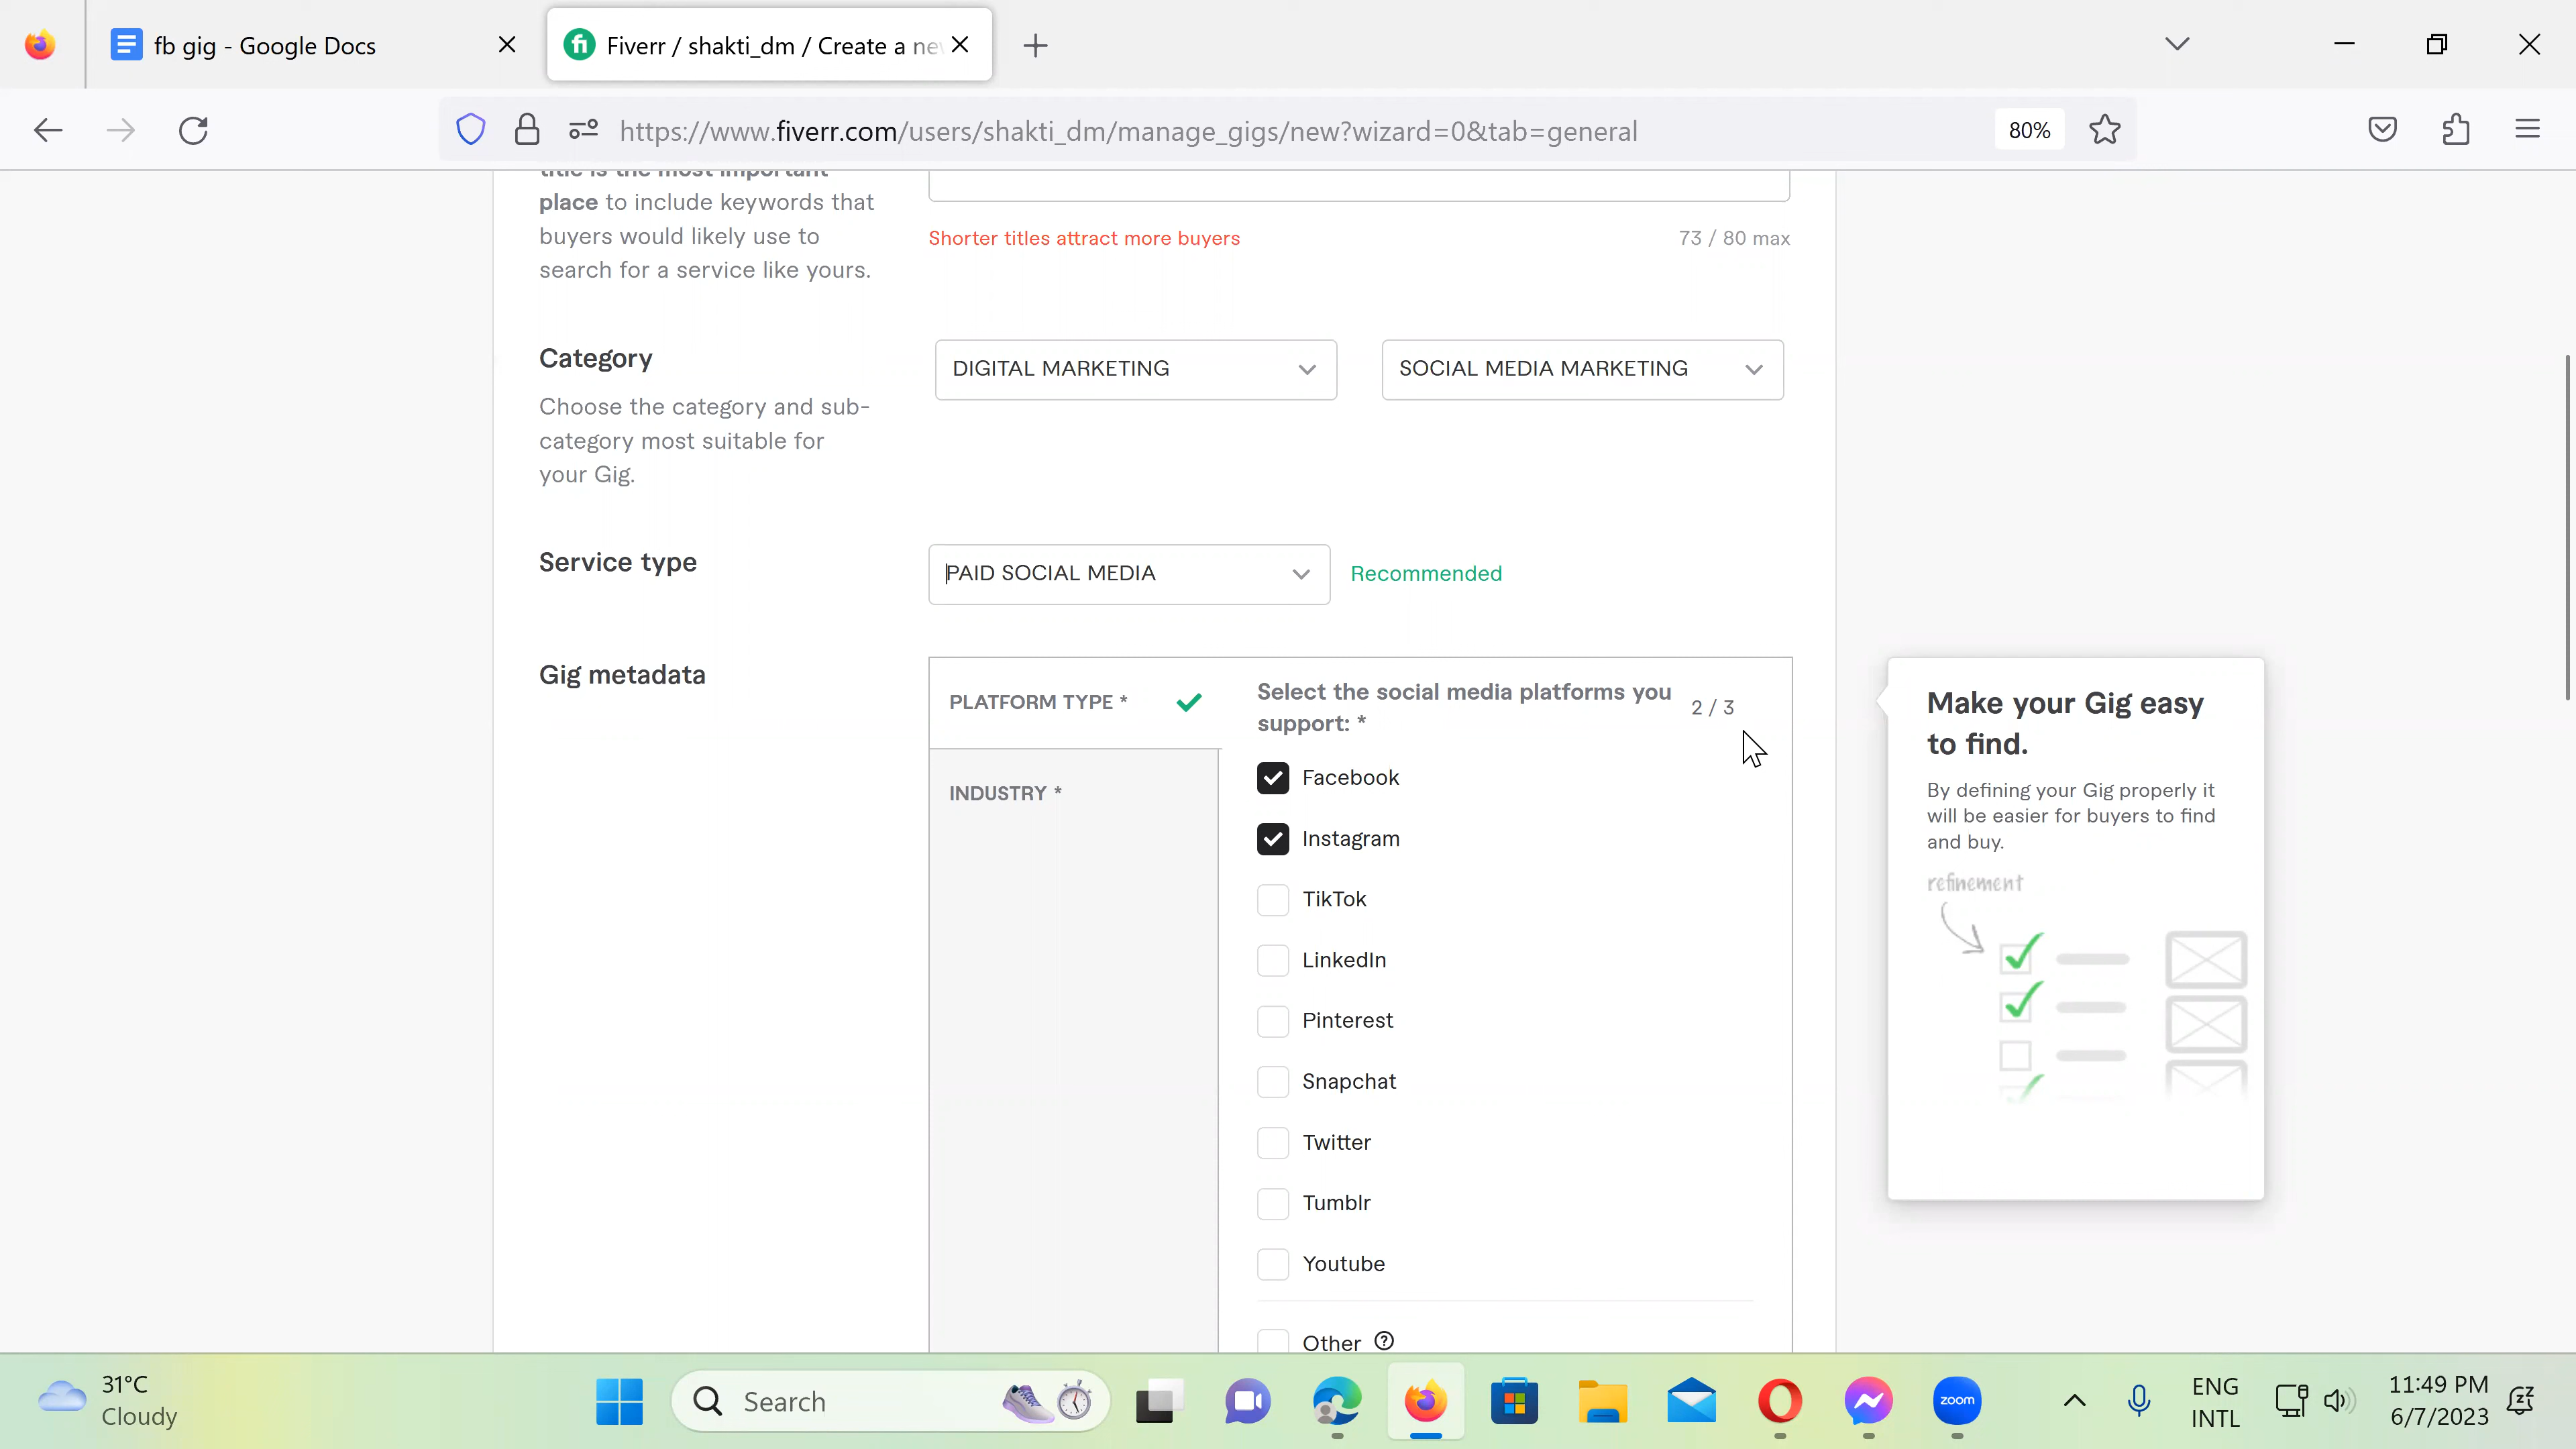 fb gig - Google Docs
Fiverr / shakti_dm / Create a ne
https://www.fiverr.com/users/shakti_dm/manage_gigs/new?wizard=0&tab=general
80%
title is the most important
place to include keywords that
buyers would likely use to
search for a service like yours.
Shorter titles attract more buyers
73 / 80 max
Category
Choose the category and sub-
category most suitable for
your Gig.
DIGITAL MARKETING
SOCIAL MEDIA MARKETING
Service type
PAID SOCIAL MEDIA
Recommended
Gig metadata
PLATFORM TYPE *
INDUSTRY *
Select the social media platforms you
support: *
2 / 3
Facebook
Instagram
TikTok
LinkedIn
Pinterest
Snapchat
Twitter
Tumblr
Youtube
Other
Make your Gig easy
to find.
By defining your Gig properly it
will be easier for buyers to find
and buy.
refinement
31°C
Cloudy
Search
zoom
ENG
INTL
11:49 PM
6/7/2023